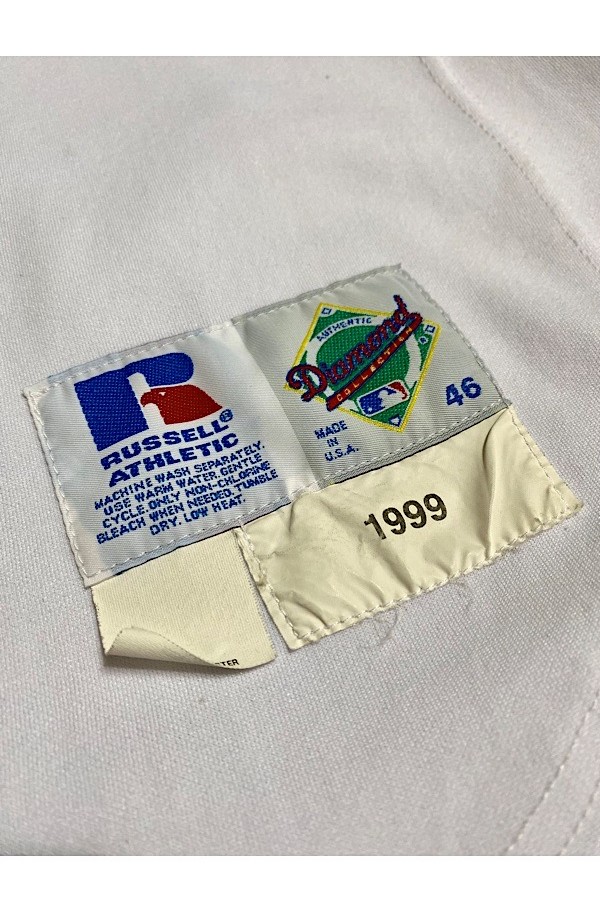 RUSSELL®
ATHLETIC
MACHINE WASH SEPARATELY.
USE WARM WATER, GENTLE
CYCLE. ONLY NON-CHLORINE
BLEACH WHEN NEEDED. TUMBLE
DRY. LOW HEAT.
AUTHENTIC
Diamond
COLLECTION
MADE
IN
U.S.A.
46
1999